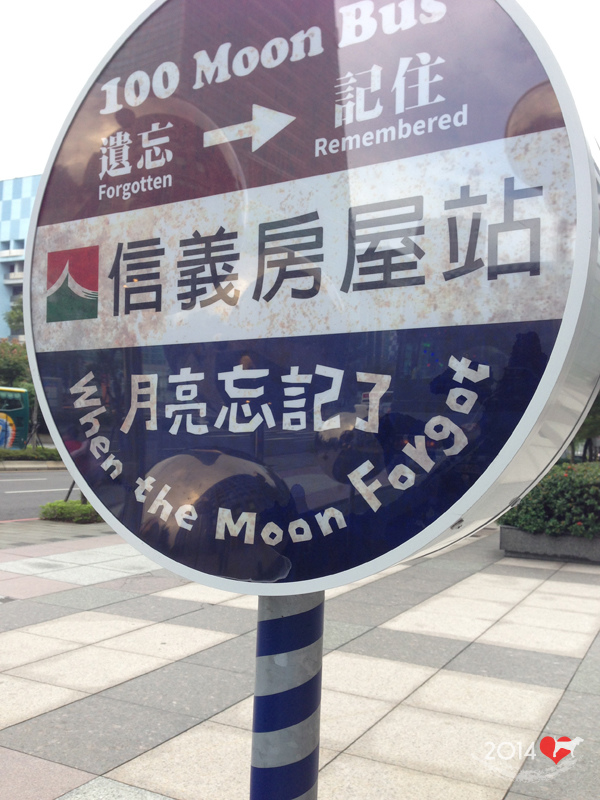 100 Moon Bus
遺忘
Forgotten
記住
Remembered
信義房屋站
月亮忘記了
When the Moon Forgot
2014